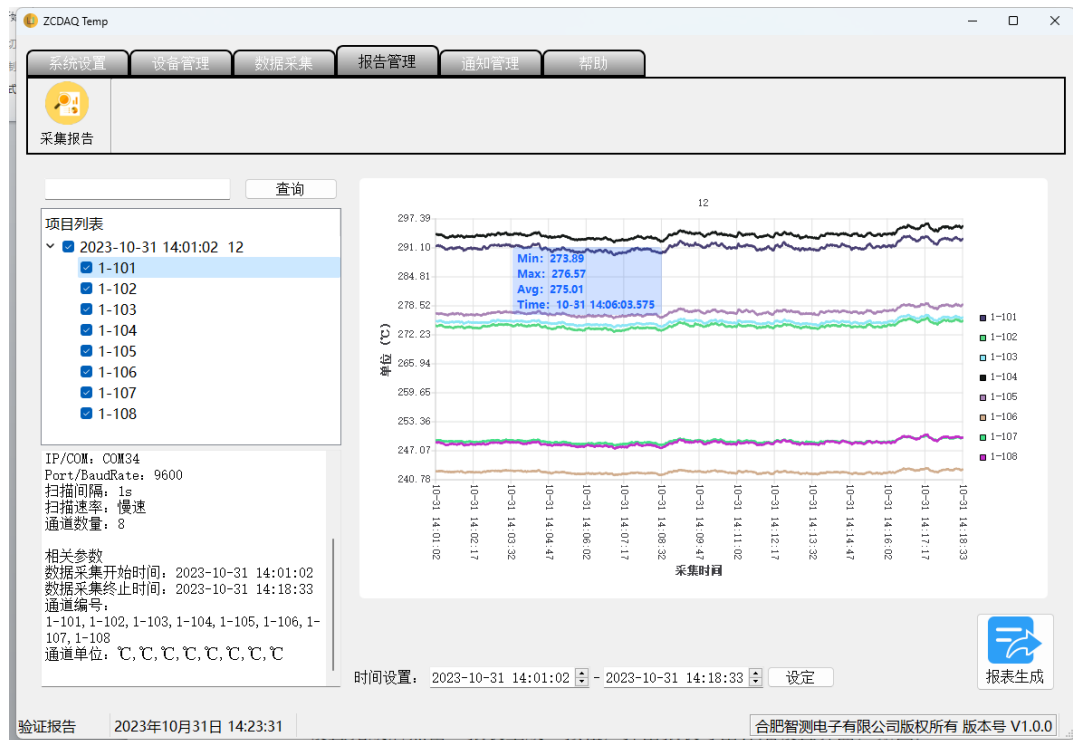 ZCDAQ Temp
系统设置
设备管理
数据采集
报告管理
通知管理
帮助
采集报告
查询
项目列表
2023-10-31 14:01:02 12
1-101
1-102
1-103
1-104
1-105
1-106
1-107
1-108
IP/COM: COM34
Port/BaudRate: 9600
扫描间隔: 1s
扫描速率: 慢速
通道数量: 8
相关参数
数据采集开始时间: 2023-10-31 14:01:02
数据采集终止时间: 2023-10-31 14:18:33
通道编号:
1-101,1-102,1-103,1-104,1-105,1-106,1-
107,1-108
通道单位: ℃,℃,℃,℃,℃,℃,℃,℃
12
297.39
291.10
284.81
278.52
272.23
265.94
259.65
253.36
247.07
240.78
单位 (℃)
Min: 273.89
Max: 276.57
Avg: 275.01
Time: 10-31 14:06:03.575
10-31 14:01:02
10-31 14:02:17
10-31 14:03:32
10-31 14:04:47
10-31 14:06:02
10-31 14:07:17
10-31 14:08:32
10-31 14:09:47
10-31 14:11:02
10-31 14:12:17
10-31 14:13:32
10-31 14:14:47
10-31 14:16:02
10-31 14:17:17
10-31 14:18:33
采集时间
1-101
1-102
1-103
1-104
1-105
1-106
1-107
1-108
时间设置: 2023-10-31 14:01:02 - 2023-10-31 14:18:33 设定
报表生成
验证报告 2023年10月31日 14:23:31
合肥智测电子有限公司版权所有 版本号 V1.0.0